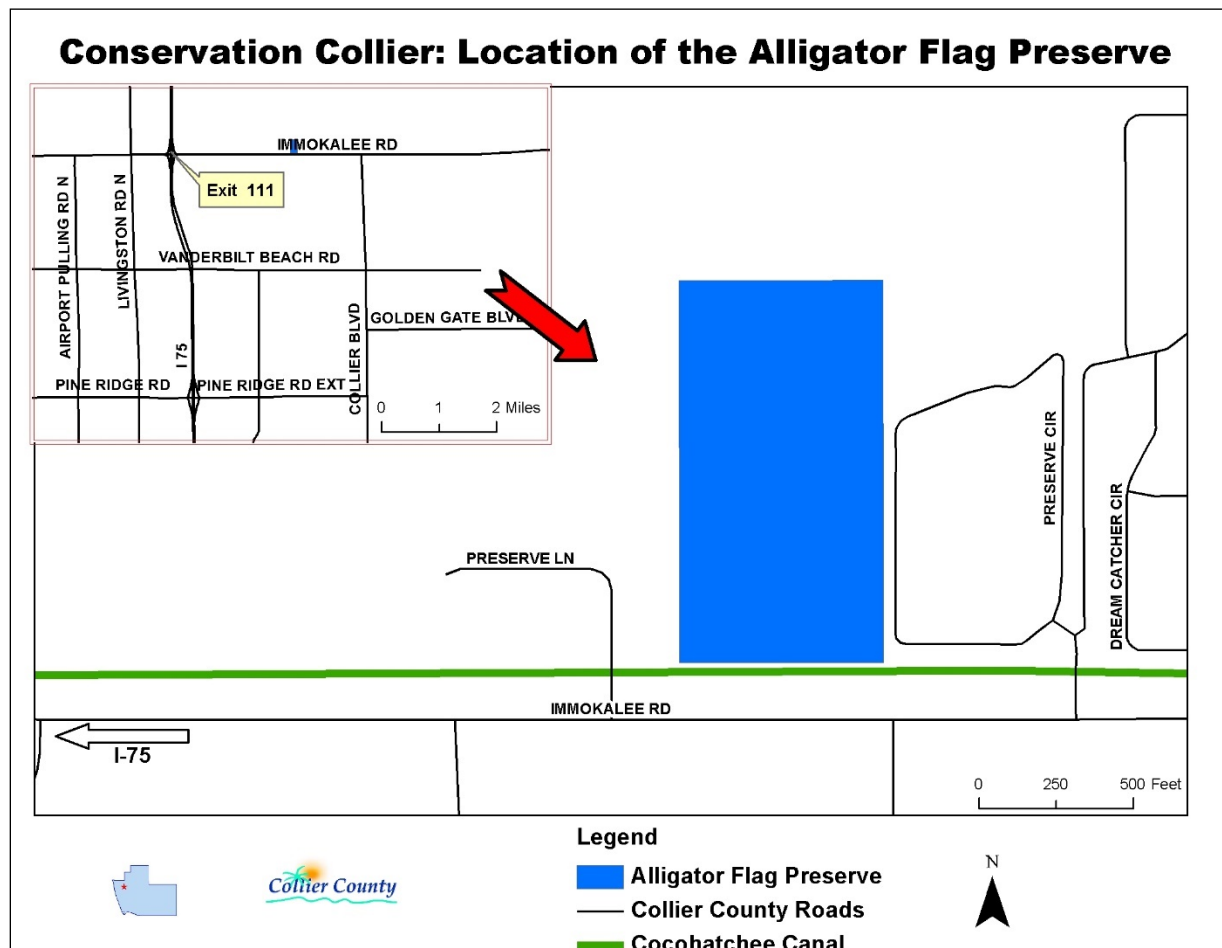 Conservation Collier: Location of the Alligator Flag Preserve
IMMOKALEE RD
Exit 111
AIRPORT PULLING RD N
LIVINGSTON RD N
VANDERBILT BEACH RD
I 75
COLLIER BLVD
GOLDEN GATE BLVD
PINE RIDGE RD
PINE RIDGE RD EXT
0 1 2 Miles
PRESERVE CIR
DREAM CATCHER CIR
PRESERVE LN
IMMOKALEE RD
I-75
0 250 500 Feet
Legend
Alligator Flag Preserve
Collier County Roads
Cocohatchee Canal
Collier County
N